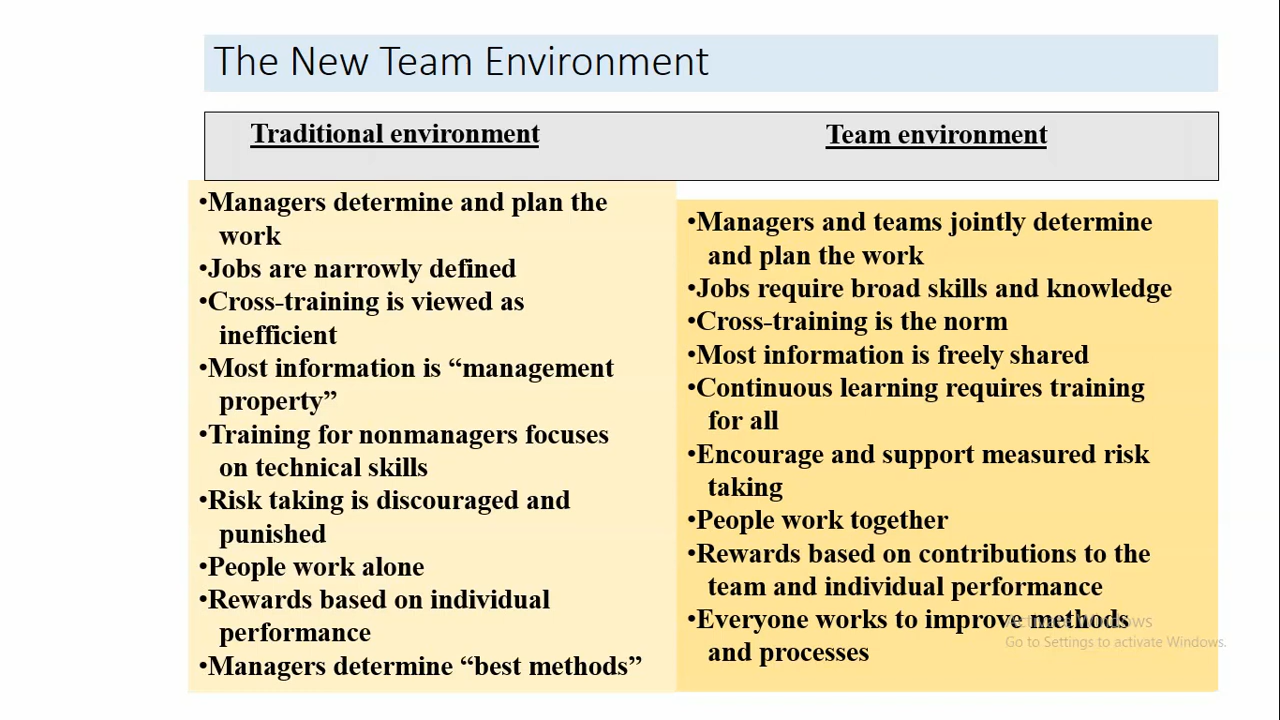 The New Team Environment
Traditional environment
Team environment
•Managers determine and plan the
work
•Jobs are narrowly defined
•Cross-training is viewed as
inefficient
•Most information is “management
property”
•Training for nonmanagers focuses
on technical skills
•Risk taking is discouraged and
punished
•People work alone
•Rewards based on individual
performance
•Managers determine “best methods”
•Managers and teams jointly determine
and plan the work
•Jobs require broad skills and knowledge
•Cross-training is the norm
•Most information is freely shared
•Continuous learning requires training
for all
•Encourage and support measured risk
taking
•People work together
•Rewards based on contributions to the
team and individual performance
•Everyone works to improve methods
and processes
Activate Windows
Go to Settings to activate Windows.